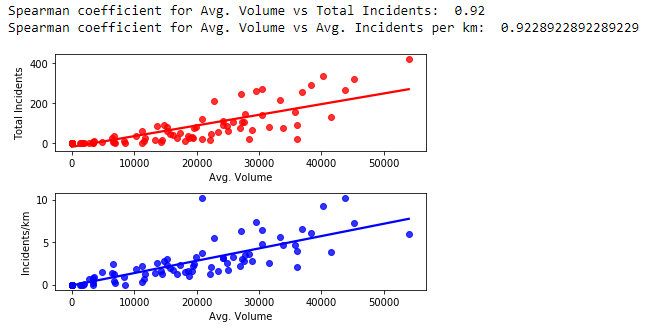 Spearman coefficient for Avg. Volume vs Total Incidents:  0.92
Spearman coefficient for Avg. Volume vs Avg. Incidents per km:  0.9228922892289229
400
200
0
Total Incidents
0 10000 20000 30000 40000 50000
Avg. Volume
10
5
0
Incidents/km
0 10000 20000 30000 40000 50000
Avg. Volume